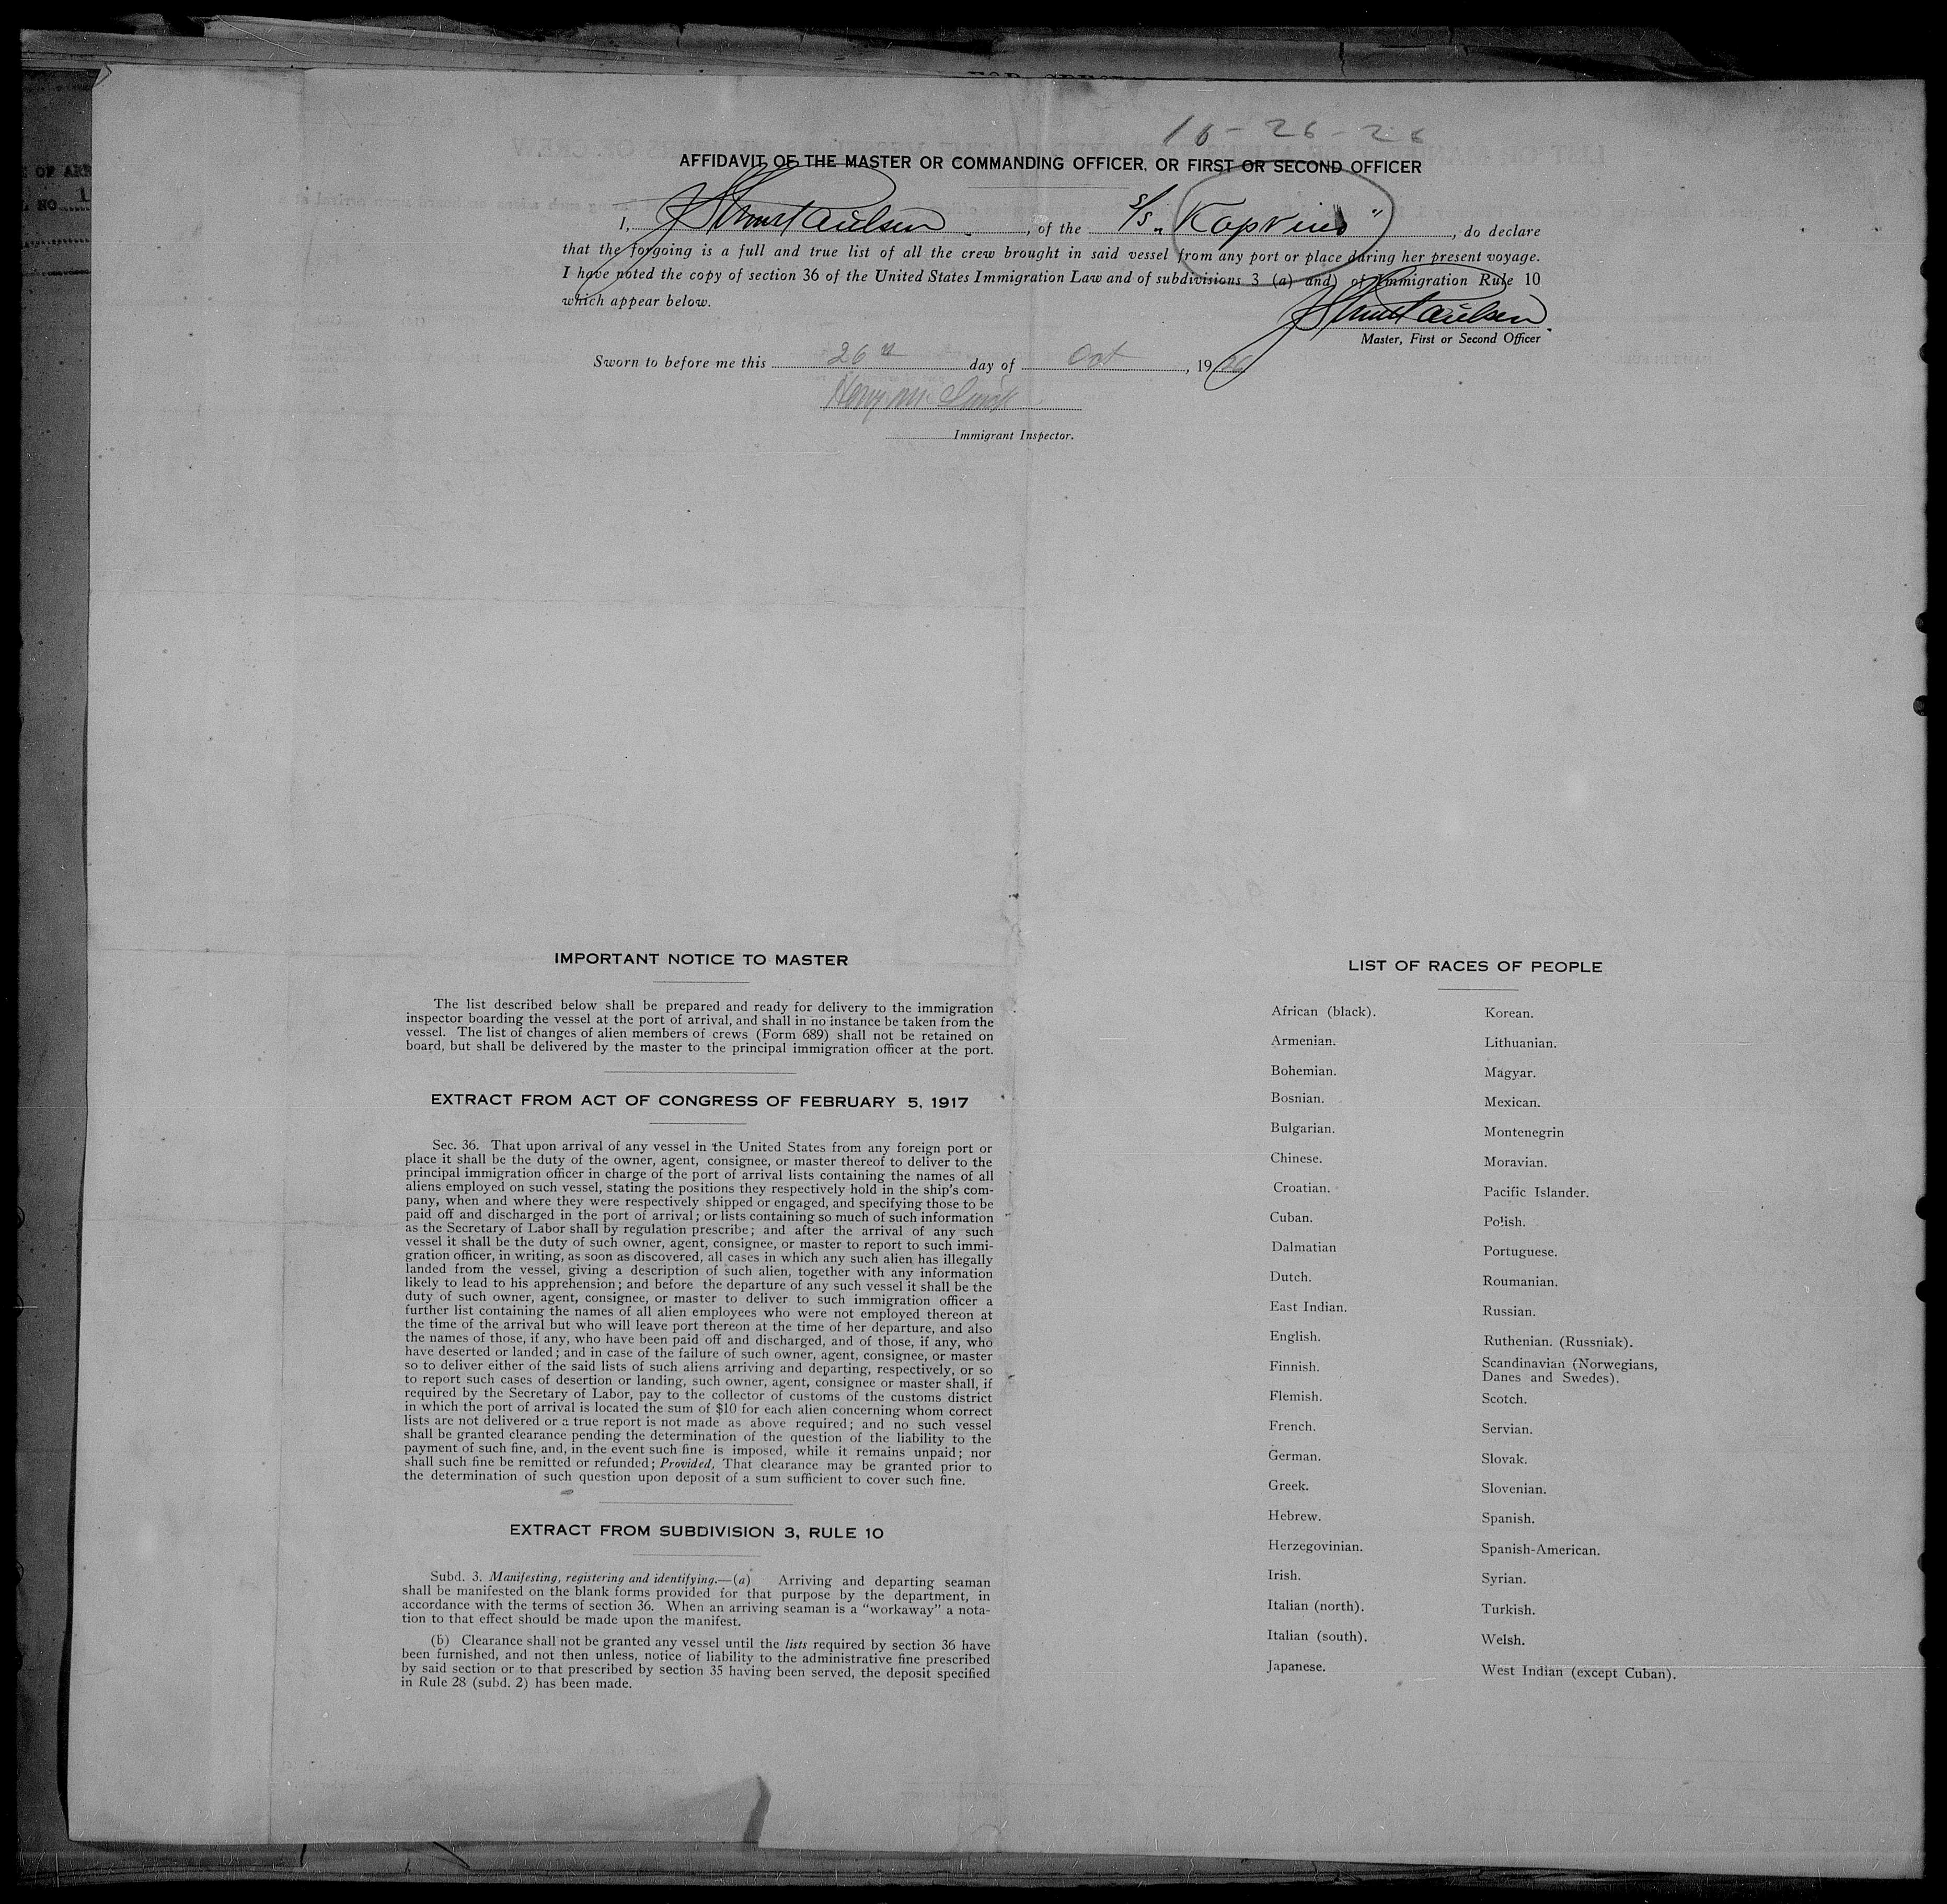 10-26-26
AFFIDAVIT OF THE MASTER OR COMMANDING OFFICER, OR FIRST OR SECOND OFFICER
I, , of the S/S „ Kapvind ", do declare
that the forgoing is a full and true list of all the crew brought in said vessel from any port or place during her present voyage.
I have noted the copy of section 36 of the United States Immigration Law and of subdivisions 3 (a) and) of Immigration Rule 10
which appear below.
Master, First or Second Officer
Sworn to before me this 26 day of Oct, 1926
Immigrant Inspector.
IMPORTANT NOTICE TO MASTER
The list described below shall be prepared and ready for delivery to the immigration
inspector boarding the vessel at the port of arrival, and shall in no instance be taken from the
vessel. The list of changes of alien members of crews (Form 689) shall not be retained on
board, but shall be delivered by the master to the principal immigration officer at the port.
EXTRACT FROM ACT OF CONGRESS OF FEBRUARY 5, 1917
Sec. 36. That upon arrival of any vessel in the United States from any foreign port or
place it shall be the duty of the owner, agent, consignee, or master thereof to deliver to the
principal immigration officer in charge of the port of arrival lists containing the names of all
aliens employed on such vessel, stating the positions they respectively hold in the ship's com-
pany, when and where they were respectively shipped or engaged, and specifying those to be
paid off and discharged in the port of arrival; or lists containing so much of such information
as the Secretary of Labor shall by regulation prescribe; and after the arrival of any such
vessel it shall be the duty of such owner, agent, consignee, or master to report to such immi-
gration officer, in writing, as soon as discovered, all cases in which any such alien has illegally
landed from the vessel, giving a description of such alien, together with any information
likely to lead to his apprehension; and before the departure of any such vessel it shall be the
duty of such owner, agent, consignee, or master to deliver to such immigration officer a
further list containing the names of all alien employees who were not employed thereon at
the time of the arrival but who will leave port thereon at the time of her departure, and also
the names of those, if any, who have been paid off and discharged, and of those, if any, who
have deserted or landed; and in case of the failure of such owner, agent, consignee, or master
so to deliver either of the said lists of such aliens arriving and departing, respectively, or so
to report such cases of desertion or landing, such owner, agent, consignee or master shall, if
required by the Secretary of Labor, pay to the collector of customs of the customs district
in which the port of arrival is located the sum of $10 for each alien concerning whom correct
lists are not delivered or a true report is not made as above required; and no such vessel
shall be granted clearance pending the determination of the question of the liability to the
payment of such fine, and, in the event such fine is imposed, while it remains unpaid; nor
shall such fine be remitted or refunded; Provided, That clearance may be granted prior to
the determination of such question upon deposit of a sum sufficient to cover such fine.
EXTRACT FROM SUBDIVISION 3, RULE 10
Subd. 3. Manifesting, registering and identifying.—(a) Arriving and departing seaman
shall be manifested on the blank forms provided for that purpose by the department, in
accordance with the terms of section 36. When an arriving seaman is a "workaway" a nota-
tion to that effect should be made upon the manifest.
(b) Clearance shall not be granted any vessel until the lists required by section 36 have
been furnished, and not then unless, notice of liability to the administrative fine prescribed
by said section or to that prescribed by section 35 having been served, the deposit specified
in Rule 28 (subd. 2) has been made.
LIST OF RACES OF PEOPLE
African (black).
Armenian.
Bohemian.
Bosnian.
Bulgarian.
Chinese.
Croatian.
Cuban.
Dalmatian
Dutch.
East Indian.
English.
Finnish.
Flemish.
French.
German.
Greek.
Hebrew.
Herzegovinian.
Irish.
Italian (north).
Italian (south).
Japanese.
Korean.
Lithuanian.
Magyar.
Mexican.
Montenegrin
Moravian.
Pacific Islander.
Polish.
Portuguese.
Roumanian.
Russian.
Ruthenian. (Russniak).
Scandinavian (Norwegians,
Danes and Swedes).
Scotch.
Servian.
Slovak.
Slovenian.
Spanish.
Spanish-American.
Syrian.
Turkish.
Welsh.
West Indian (except Cuban).